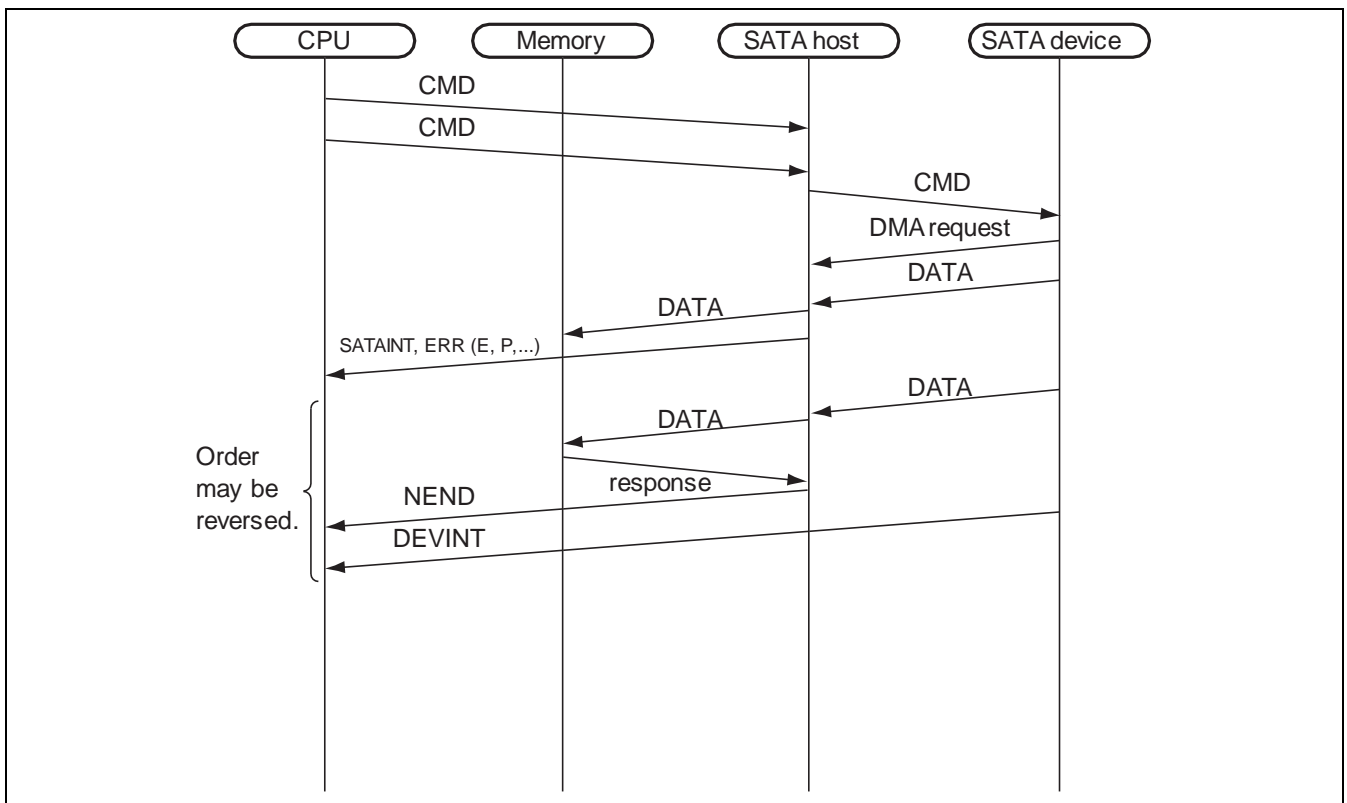 CPU
Memory
SATA host
SATA device
CMD
CMD
CMD
DMA request
DATA
DATA
SATAINT, ERR (E, P,...)
DATA
DATA
Order
may be
reversed.
response
NEND
DEVINT